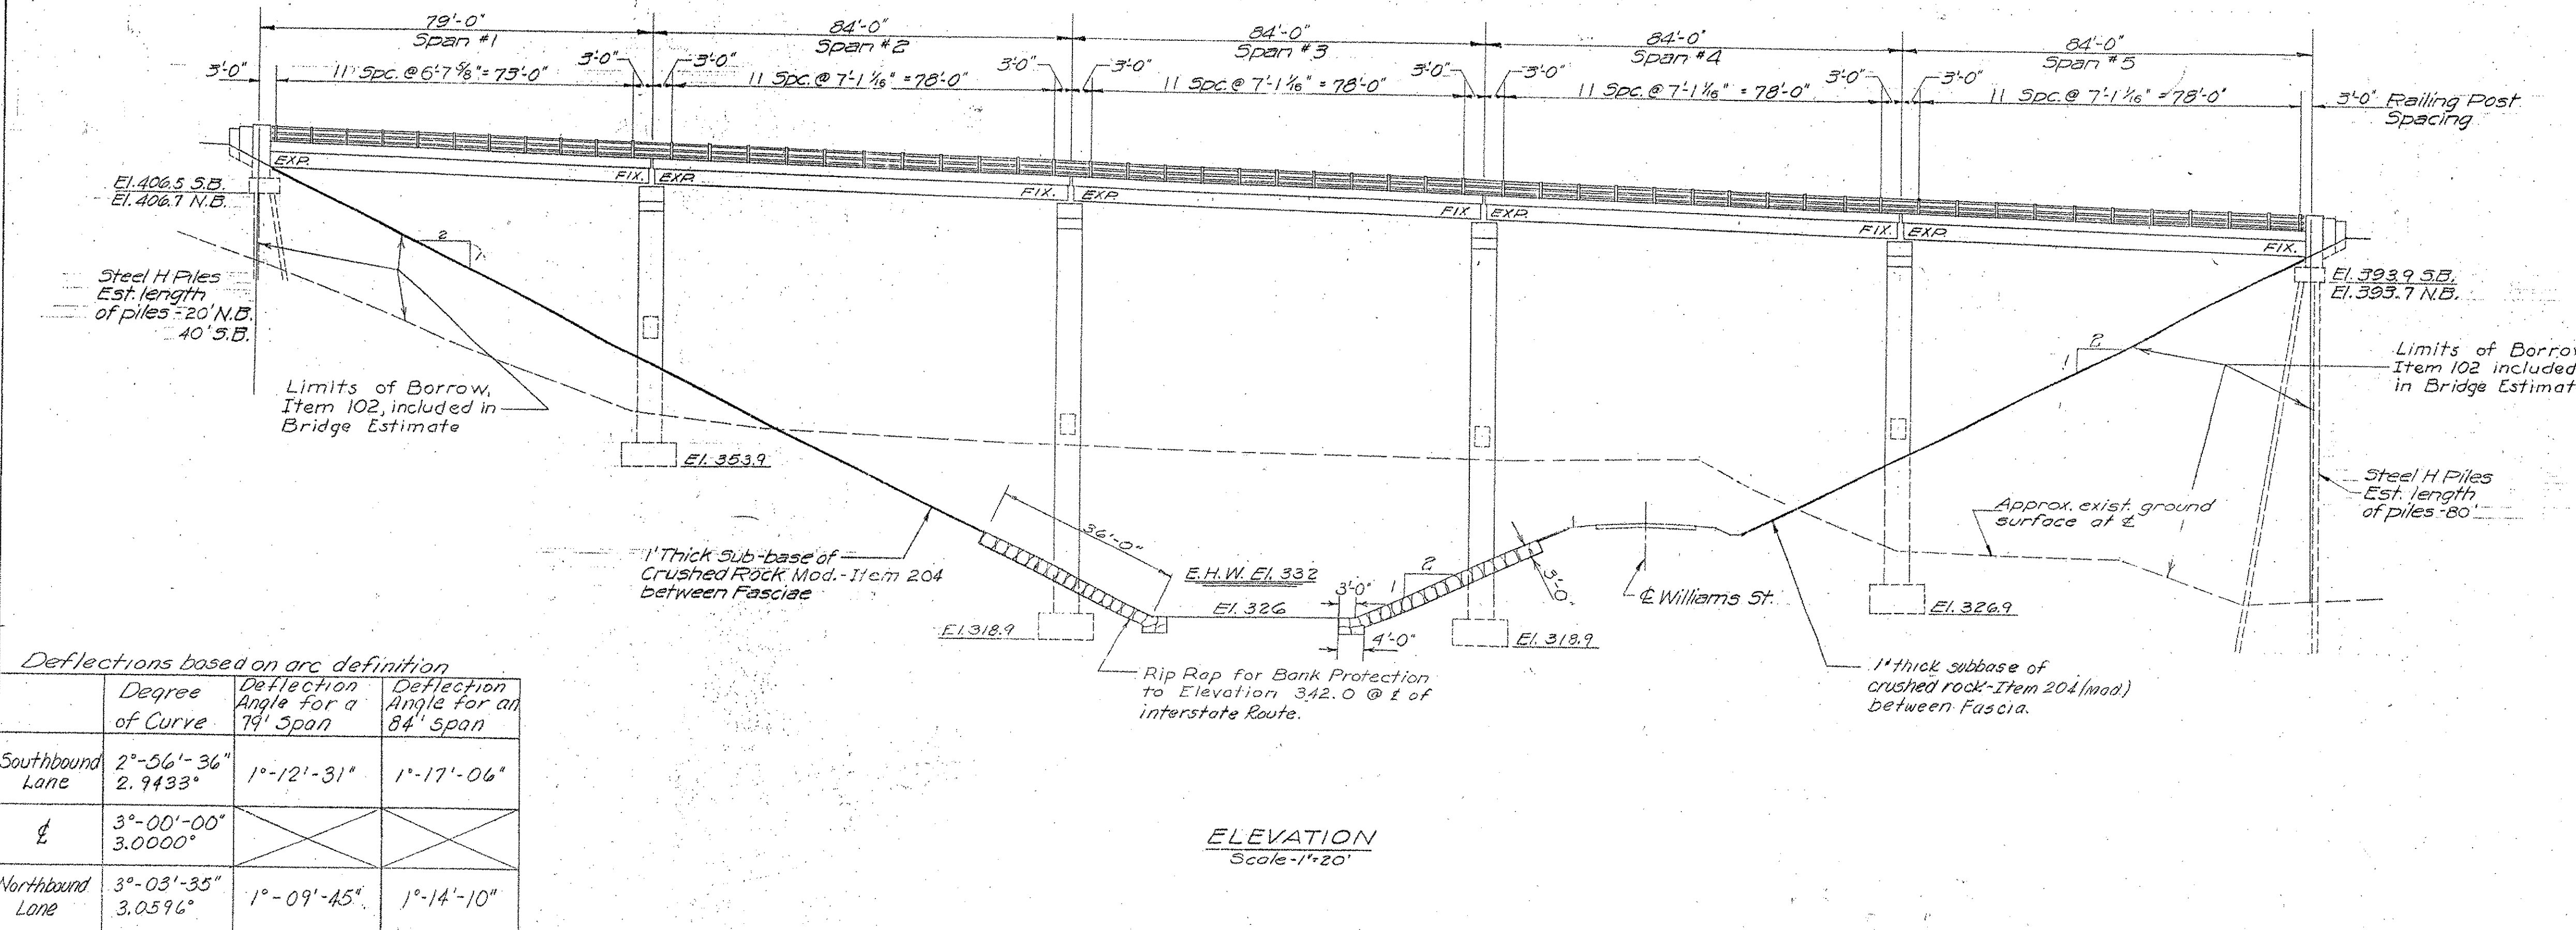 79'-0"
Span #1
84'-0"
Span #2
84'-0"
Span #3
84'-0"
Span #4
84'-0"
Span #5
3'-0"
11 Spc. @ 6'-7 5/8" = 73'-0"
3'-0"
3'-0"
11 Spc. @ 7'-1 1/16" = 78'-0"
3'-0"
3'-0"
11 Spc. @ 7'-1 1/16" = 78'-0"
3'-0"
3'-0"
11 Spc. @ 7'-1 1/16" = 78'-0"
3'-0"
3'-0"
11 Spc. @ 7'-1 1/16" = 78'-0"
3'-0" Railing Post
Spacing
EXP.
FIX.
EXP.
FIX.
EXP.
FIX
EXP.
FIX.
EXP.
FIX.
El. 406.5 S.B.
El. 406.7 N.B.
2
1
Steel H Piles
Est. length
of piles - 20' N.B.
40' S.B.
Limits of Borrow,
Item 102, included in
Bridge Estimate
El. 353.9
El. 393.9 S.B.
El. 393.7 N.B.
2
1
Limits of Borro
Item 102 included
in Bridge Estimat
Steel H Piles
Est. length
of piles - 80'
Approx. exist. ground
surface at ℄
36'-0"
1' Thick Sub-base of
Crushed Rock Mod. - Item 204
between Fasciae
E.H.W. El. 332
El. 326
3'-0"
1
2
3'-0"
4'-0"
℄ Williams St.
El. 318.9
El. 318.9
El. 326.9
Rip Rap for Bank Protection
to Elevation 342.0 @ ℄ of
interstate Route.
1' thick subbase of
crushed rock - Item 204 (mod.)
between Fascia.
Deflections based on arc definition
Degree
of Curve
Deflection
Angle for a
79' Span
Deflection
Angle for an
84' Span
Southbound
Lane
2°-56'-36"
2.9433°
1°-12'-31"
1°-17'-06"
℄
3°-00'-00"
3.0000°
Northbound
Lane
3°-03'-35"
3.0596°
1°-09'-45"
1°-14'-10"
ELEVATION
Scale - 1"=20'